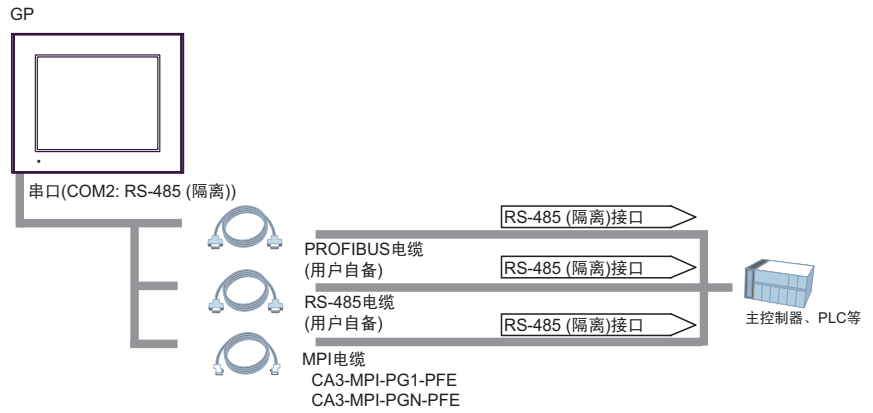 GP
串口(COM2: RS-485 (隔离))
RS-485 (隔离)接口
PROFIBUS电缆
(用户自备)
RS-485 (隔离)接口
RS-485电缆
(用户自备)
RS-485 (隔离)接口
主控制器、PLC等
MPI电缆
CA3-MPI-PG1-PFE
CA3-MPI-PGN-PFE